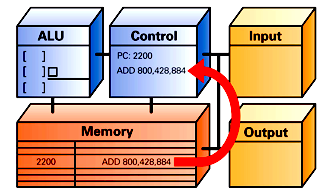 ALU
Control
Input
PC: 2200
ADD 800,428,884
Memory
Output
2200 ADD 800,428,884